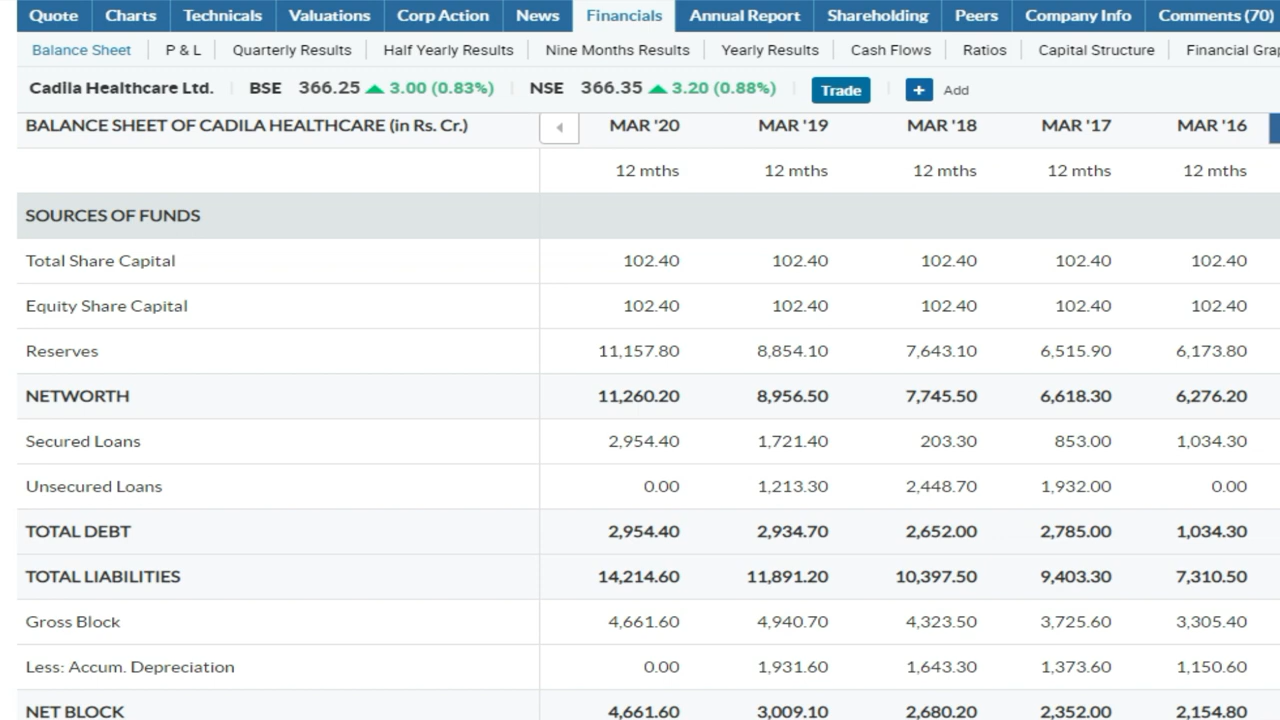 Quote Charts Technicals Valuations Corp Action News Financials Annual Report Shareholding Peers Company Info Comments (70)
Balance Sheet P & L Quarterly Results Half Yearly Results Nine Months Results Yearly Results Cash Flows Ratios Capital Structure Financial Grap
Cadila Healthcare Ltd. BSE 366.25 3.00 (0.83%) NSE 366.35 3.20 (0.88%) Trade + Add
BALANCE SHEET OF CADILA HEALTHCARE (in Rs. Cr.) MAR '20 MAR '19 MAR '18 MAR '17 MAR '16
12 mths 12 mths 12 mths 12 mths 12 mths
SOURCES OF FUNDS
Total Share Capital 102.40 102.40 102.40 102.40 102.40
Equity Share Capital 102.40 102.40 102.40 102.40 102.40
Reserves 11,157.80 8,854.10 7,643.10 6,515.90 6,173.80
NETWORTH 11,260.20 8,956.50 7,745.50 6,618.30 6,276.20
Secured Loans 2,954.40 1,721.40 203.30 853.00 1,034.30
Unsecured Loans 0.00 1,213.30 2,448.70 1,932.00 0.00
TOTAL DEBT 2,954.40 2,934.70 2,652.00 2,785.00 1,034.30
TOTAL LIABILITIES 14,214.60 11,891.20 10,397.50 9,403.30 7,310.50
Gross Block 4,661.60 4,940.70 4,323.50 3,725.60 3,305.40
Less: Accum. Depreciation 0.00 1,931.60 1,643.30 1,373.60 1,150.60
NET BLOCK 4,661.60 3,009.10 2,680.20 2,352.00 2,154.80